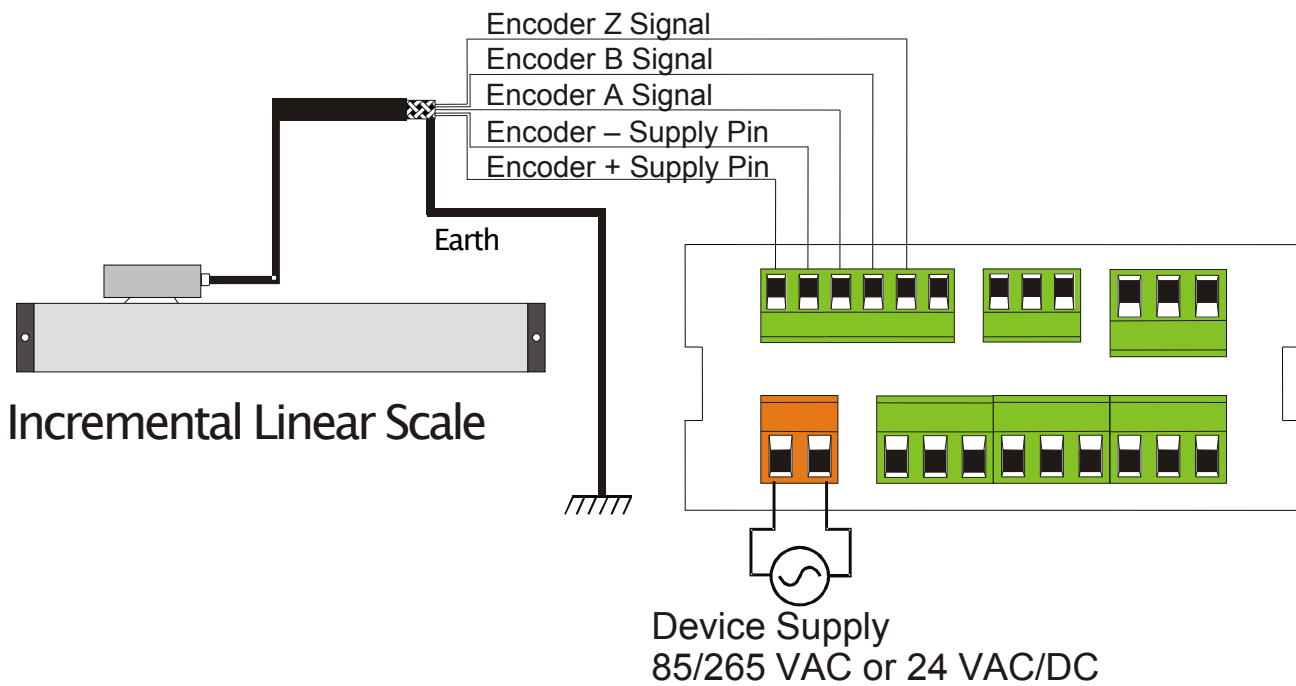 Encoder Z Signal
Encoder B Signal
Encoder A Signal
Encoder – Supply Pin
Encoder + Supply Pin
Earth
Incremental Linear Scale
Device Supply
85/265 VAC or 24 VAC/DC